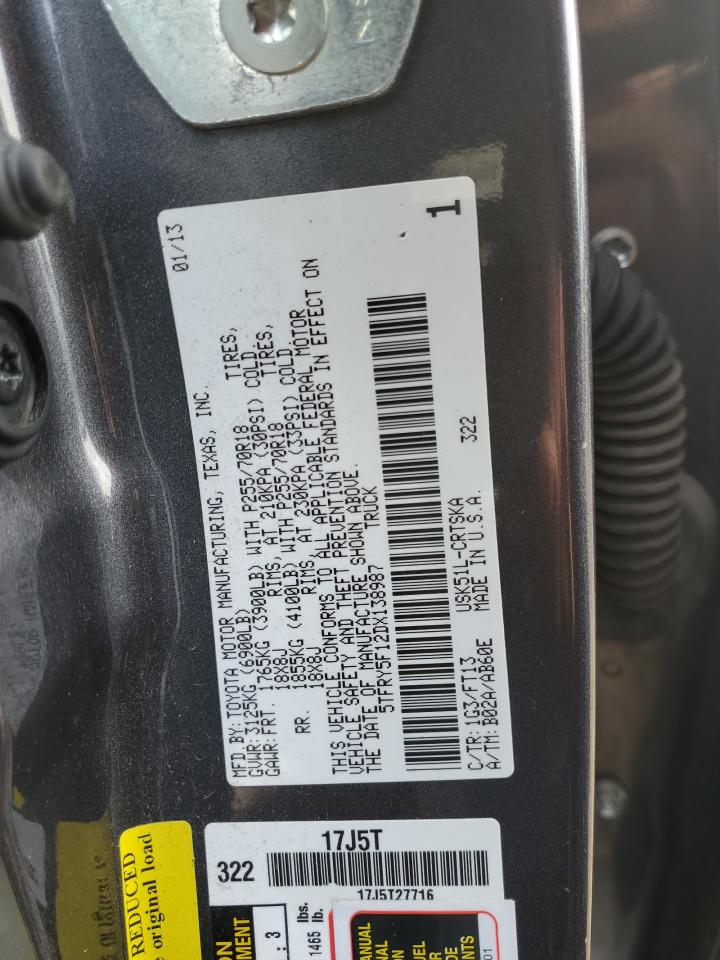 01/13
MFD.BY:TOYOTA MOTOR MANUFACTURING, TEXAS, INC.
GVWR:3125KG (6900LB)
GAWR:FRT. 1765KG (3900LB) WITH P255/70R18 TIRES,
18X8J RIMS, AT 210KPA (30PSI) COLD.
RR. 1855KG (4100LB) WITH P255/70R18 TIRES,
18X8J RIMS, AT 230KPA (33PSI) COLD.
THIS VEHICLE CONFORMS TO ALL APPLICABLE FEDERAL MOTOR
VEHICLE SAFETY AND THEFT PREVENTION STANDARDS IN EFFECT ON
THE DATE OF MANUFACTURE SHOWN ABOVE.
5TFRY5F12DX138987 TRUCK
1
C/TR:1G3/FT13 USK51L-CRTSKA 322
A/TM:B02A/AB60E MADE IN U.S.A.
REDUCED
original load
17J5T
322
17J5T27716
3
lbs.
1465 lb.
ANUAL